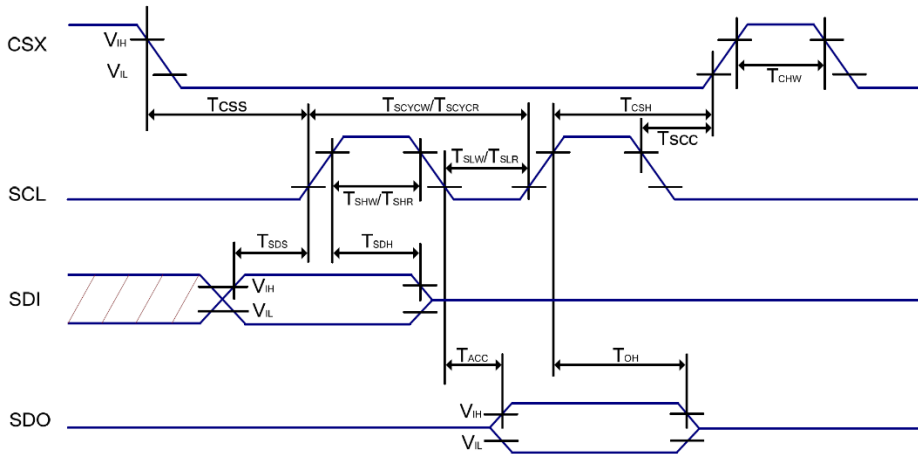 CSX
VIH
VIL
TCHW
TCSS
TSCYCW/TSCYCR
TCSH
TSCC
TSLW/TSLR
SCL
TSHW/TSHR
TSDS
TSDH
SDI
VIH
VIL
TACC
TOH
SDO
VIH
VIL